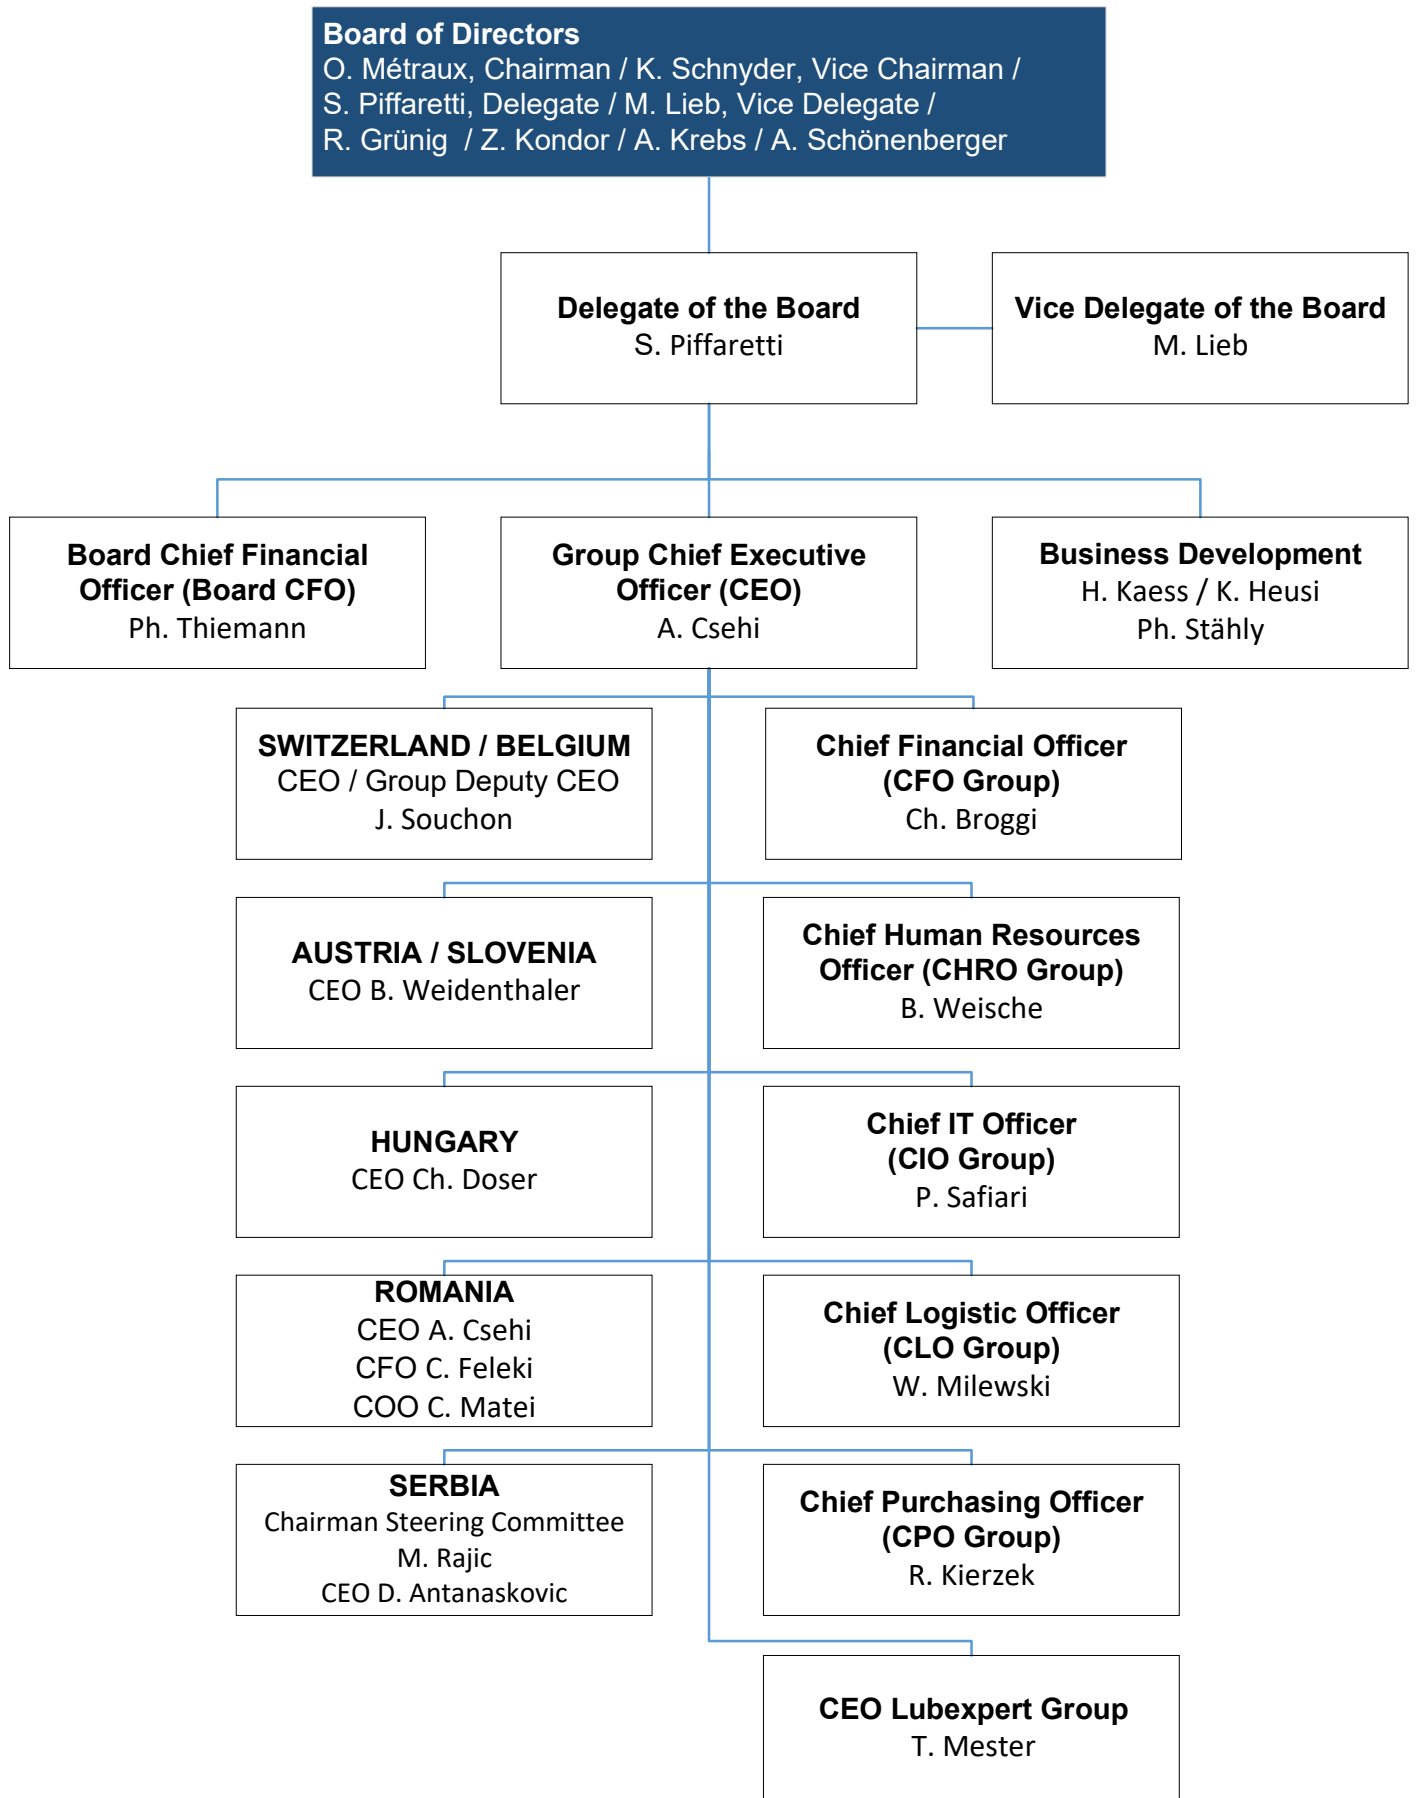 Board of Directors
O. Métraux, Chairman / K. Schnyder, Vice Chairman /
S. Piffaretti, Delegate / M. Lieb, Vice Delegate /
R. Grünig / Z. Kondor / A. Krebs / A. Schönenberger
Delegate of the Board
S. Piffaretti
Vice Delegate of the Board
M. Lieb
Board Chief Financial
Officer (Board CFO)
Ph. Thiemann
Group Chief Executive
Officer (CEO)
A. Csehi
Business Development
H. Kaess / K. Heusi
Ph. Stähly
SWITZERLAND / BELGIUM
CEO / Group Deputy CEO
J. Souchon
Chief Financial Officer
(CFO Group)
Ch. Broggi
AUSTRIA / SLOVENIA
CEO B. Weidenthaler
Chief Human Resources
Officer (CHRO Group)
B. Weische
HUNGARY
CEO Ch. Doser
Chief IT Officer
(CIO Group)
P. Safiari
ROMANIA
CEO A. Csehi
CFO C. Feleki
COO C. Matei
Chief Logistic Officer
(CLO Group)
W. Milewski
SERBIA
Chairman Steering Committee
M. Rajic
CEO D. Antanaskovic
Chief Purchasing Officer
(CPO Group)
R. Kierzek
CEO Lubexpert Group
T. Mester